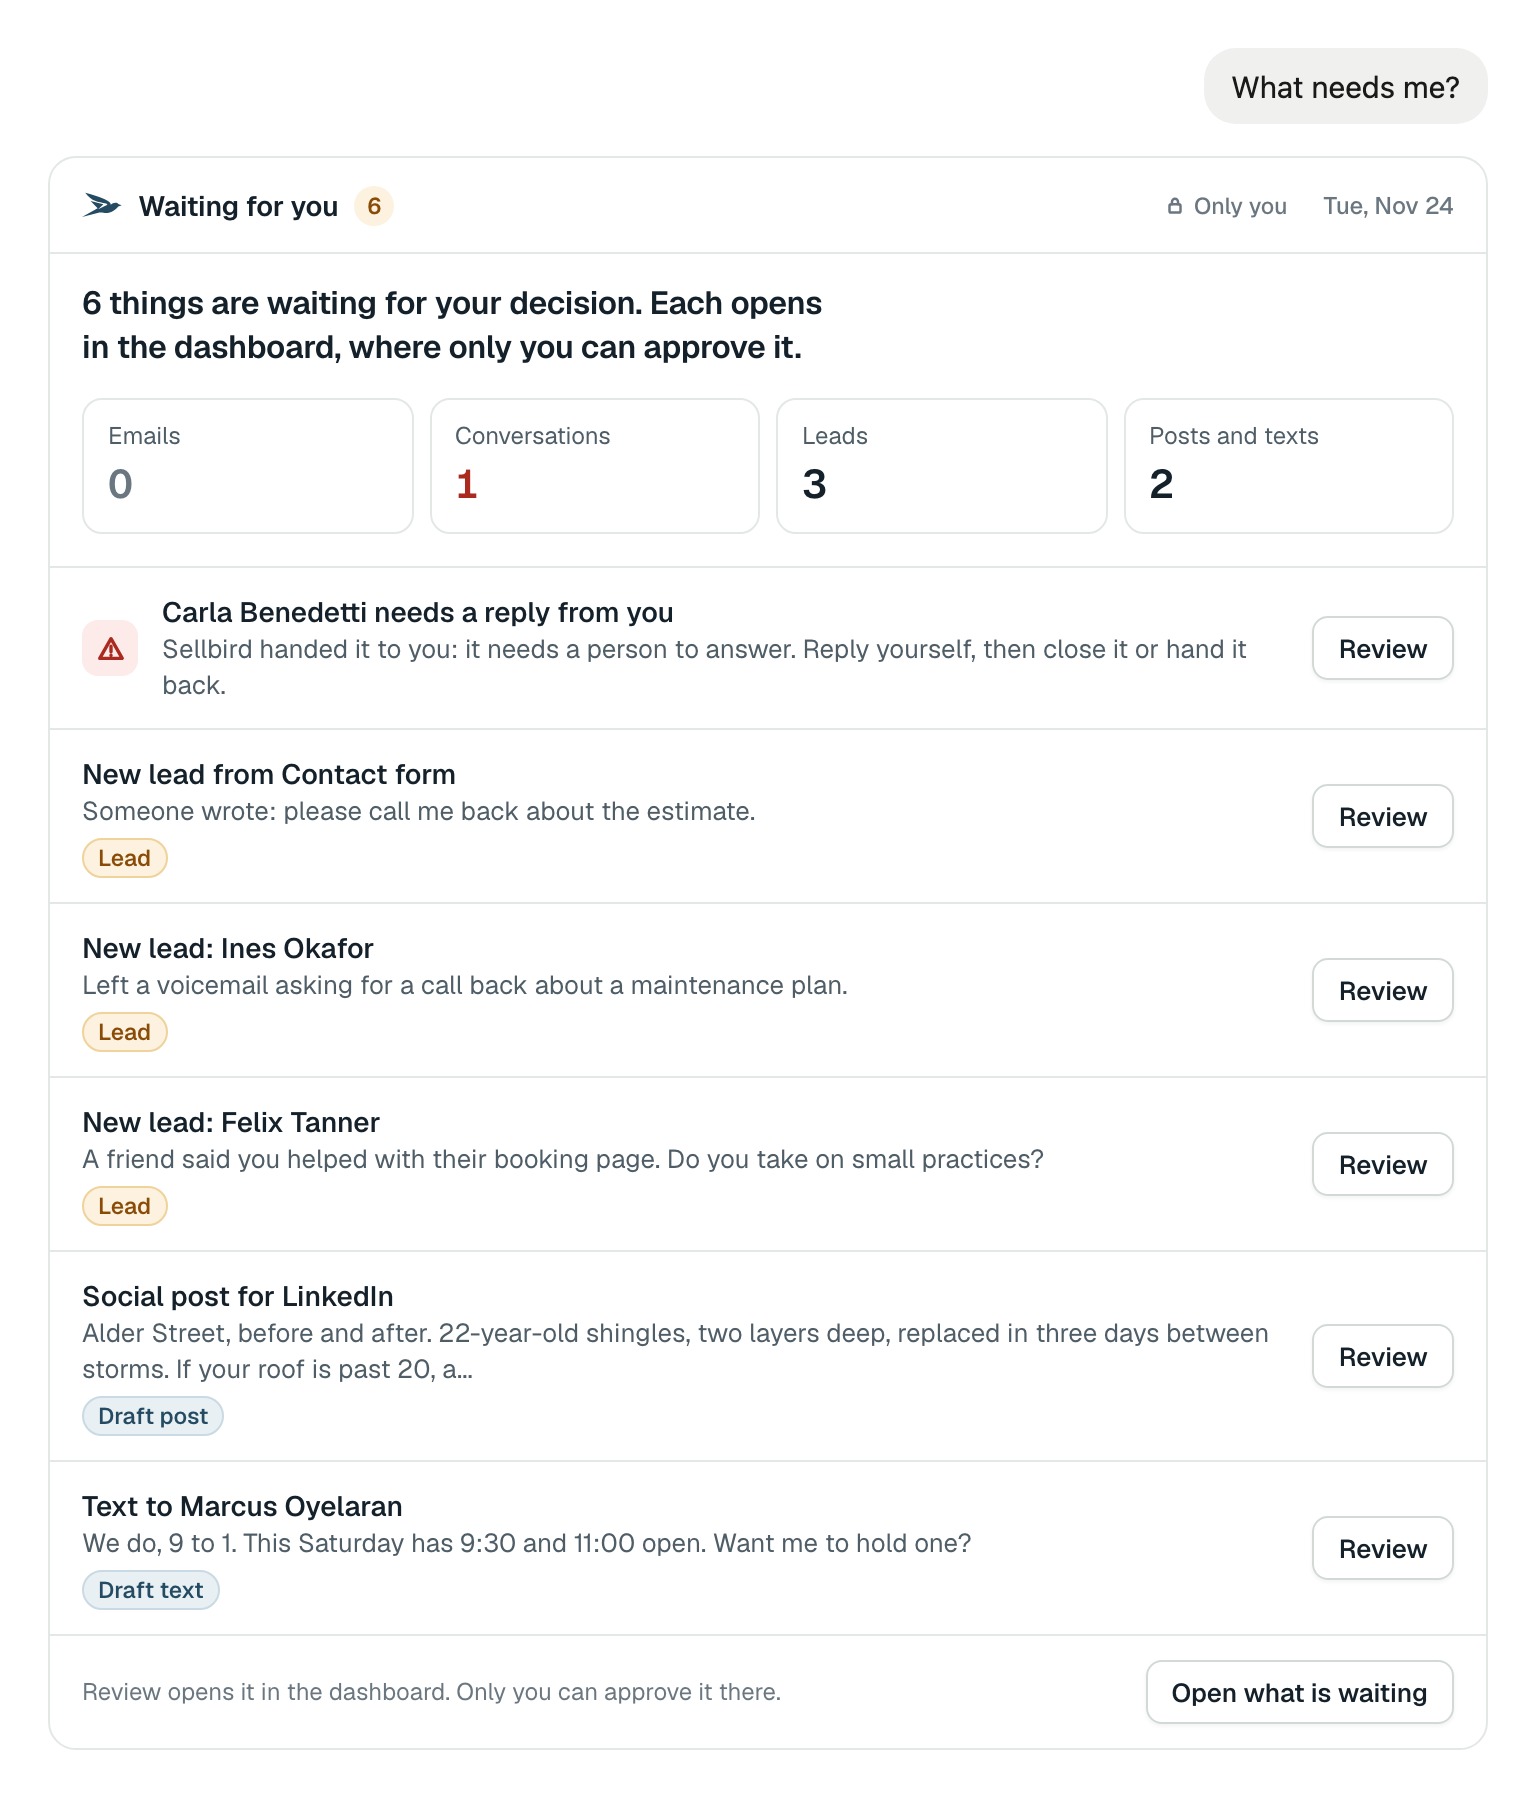 What needs me?
Waiting for you 6
Only you Tue, Nov 24
6 things are waiting for your decision. Each opens
in the dashboard, where only you can approve it.
Emails
0
Conversations
1
Leads
3
Posts and texts
2
Carla Benedetti needs a reply from you
Sellbird handed it to you: it needs a person to answer. Reply yourself, then close it or hand it
back.
Review
New lead from Contact form
Someone wrote: please call me back about the estimate.
Lead
Review
New lead: Ines Okafor
Left a voicemail asking for a call back about a maintenance plan.
Lead
Review
New lead: Felix Tanner
A friend said you helped with their booking page. Do you take on small practices?
Lead
Review
Social post for LinkedIn
Alder Street, before and after. 22-year-old shingles, two layers deep, replaced in three days between
storms. If your roof is past 20, a...
Draft post
Review
Text to Marcus Oyelaran
We do, 9 to 1. This Saturday has 9:30 and 11:00 open. Want me to hold one?
Draft text
Review
Review opens it in the dashboard. Only you can approve it there.
Open what is waiting